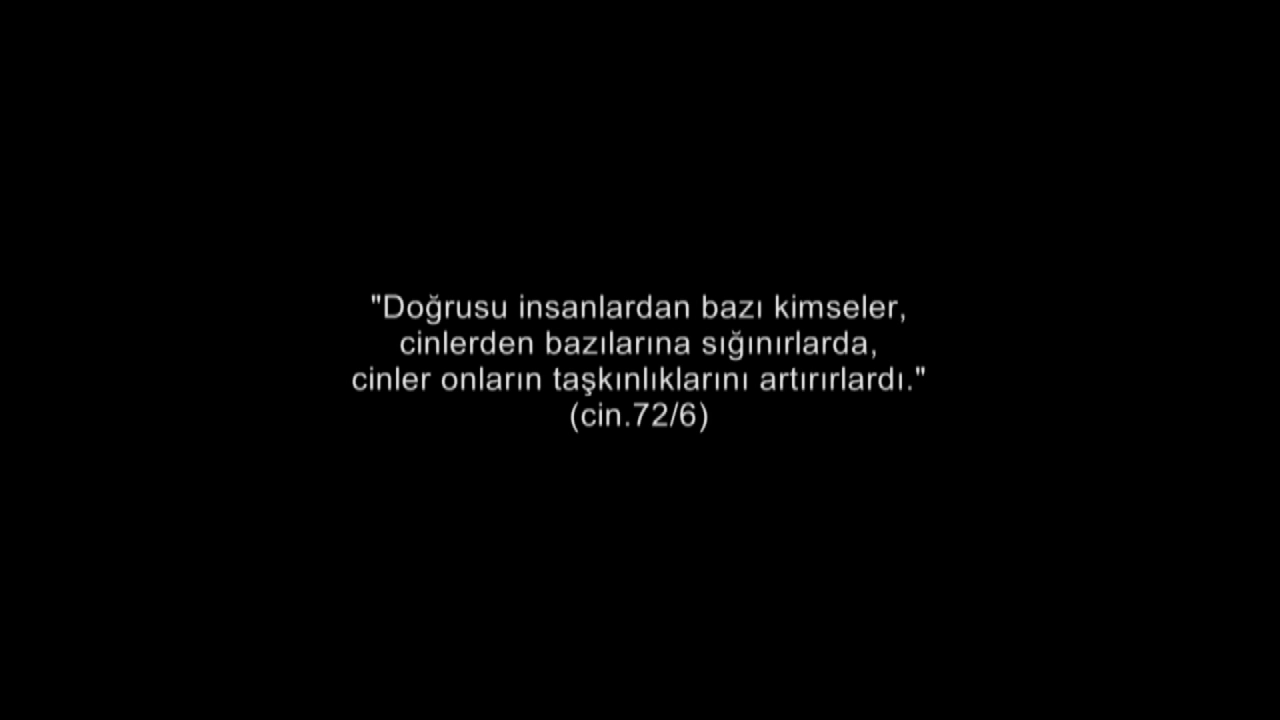 "Doğrusu insanlardan bazı kimseler,
cinlerden bazılarına sığınırlarda,
cinler onların taşkınlıklarını artırırlardı."
(cin.72/6)